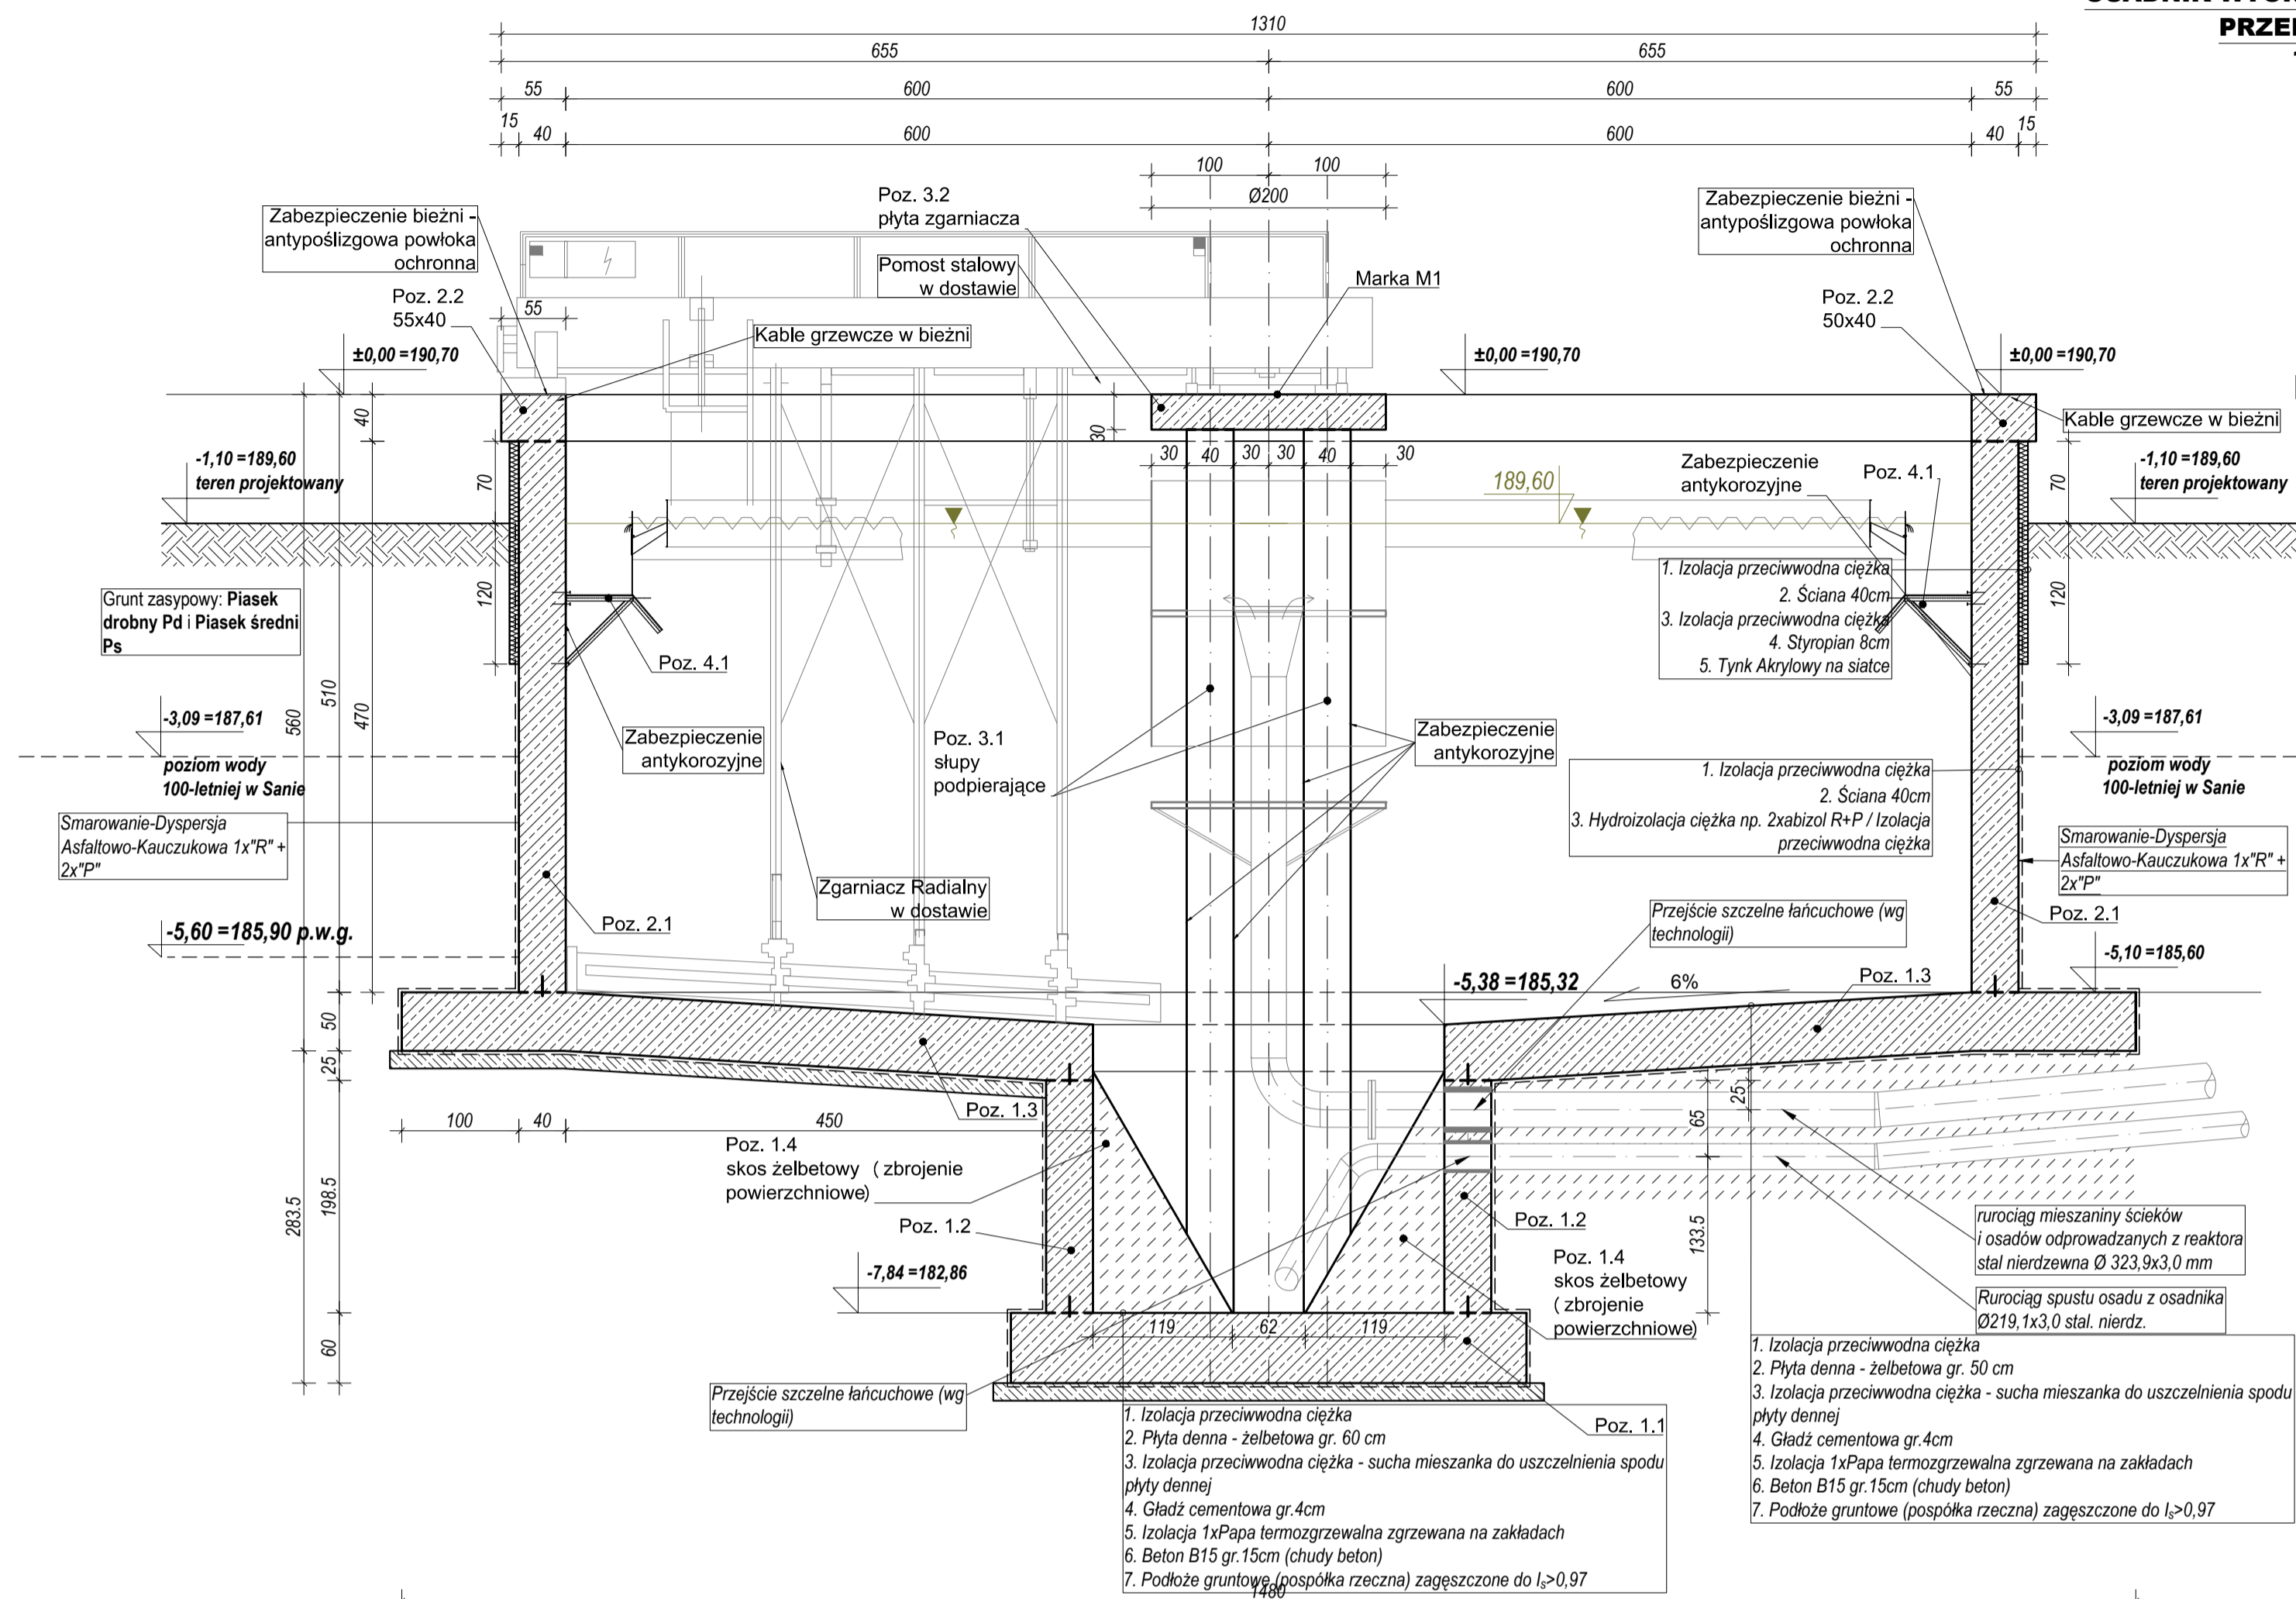 PRZE
1310
655
655
55
600
600
55
15
40
600
600
40
15
100
100
Ø200
Zabezpieczenie bieżni -
antypoślizgowa powłoka
ochronna
Poz. 3.2
płyta zgarniacza
Zabezpieczenie bieżni -
antypoślizgowa powłoka
ochronna
Pomost stalowy
w dostawie
Marka M1
Poz. 2.2
55x40
55
Kable grzewcze w bieżni
Poz. 2.2
50x40
±0,00 =190,70
±0,00 =190,70
±0,00 =190,70
40
30
Kable grzewcze w bieżni
-1,10 =189,60
teren projektowany
70
30
40
30
30
40
30
189,60
Zabezpieczenie
antykorozyjne
Poz. 4.1
70
-1,10 =189,60
teren projektowany
120
120
Grunt zasypowy: Piasek
drobny Pd i Piasek średni
Ps
1. Izolacja przeciwwodna ciężka
2. Ściana 40cm
3. Izolacja przeciwwodna ciężka
4. Styropian 8cm
5. Tynk Akrylowy na siatce
Poz. 4.1
560
510
470
-3,09 =187,61
poziom wody
100-letniej w Sanie
Zabezpieczenie
antykorozyjne
Poz. 3.1
słupy
podpierające
Zabezpieczenie
antykorozyjne
-3,09 =187,61
poziom wody
100-letniej w Sanie
1. Izolacja przeciwwodna ciężka
2. Ściana 40cm
3. Hydroizolacja ciężka np. 2xabizol R+P / Izolacja
przeciwwodna ciężka
Smarowanie-Dyspersja
Asfaltowo-Kauczukowa 1x"R" +
2x"P"
Smarowanie-Dyspersja
Asfaltowo-Kauczukowa 1x"R" +
2x"P"
Zgarniacz Radialny
w dostawie
Poz. 2.1
Przejście szczelne łańcuchowe (wg
technologii)
Poz. 2.1
-5,60 =185,90 p.w.g.
-5,10 =185,60
-5,38 =185,32
6%
Poz. 1.3
50
25
Poz. 1.3
25
65
100
40
450
Poz. 1.4
skos żelbetowy ( zbrojenie
powierzchniowe)
283.5
198.5
133.5
Poz. 1.2
Poz. 1.2
rurociąg mieszaniny ścieków
i osadów odprowadzanych z reaktora
stal nierdzewna Ø 323,9x3,0 mm
-7,84 =182,86
Poz. 1.4
skos żelbetowy
( zbrojenie
powierzchniowe)
Rurociąg spustu osadu z osadnika
Ø219,1x3,0 stal. nierdz.
60
119
62
119
Przejście szczelne łańcuchowe (wg
technologii)
Poz. 1.1
1. Izolacja przeciwwodna ciężka
2. Płyta denna - żelbetowa gr. 60 cm
3. Izolacja przeciwwodna ciężka - sucha mieszanka do uszczelnienia spodu
płyty dennej
4. Gładź cementowa gr.4cm
5. Izolacja 1xPapa termozgrzewalna zgrzewana na zakładach
6. Beton B15 gr.15cm (chudy beton)
7. Podłoże gruntowe (pospółka rzeczna) zagęszczone do Is>0,97
1. Izolacja przeciwwodna ciężka
2. Płyta denna - żelbetowa gr. 50 cm
3. Izolacja przeciwwodna ciężka - sucha mieszanka do uszczelnienia spodu
płyty dennej
4. Gładź cementowa gr.4cm
5. Izolacja 1xPapa termozgrzewalna zgrzewana na zakładach
6. Beton B15 gr.15cm (chudy beton)
7. Podłoże gruntowe (pospółka rzeczna) zagęszczone do Is>0,97
1480